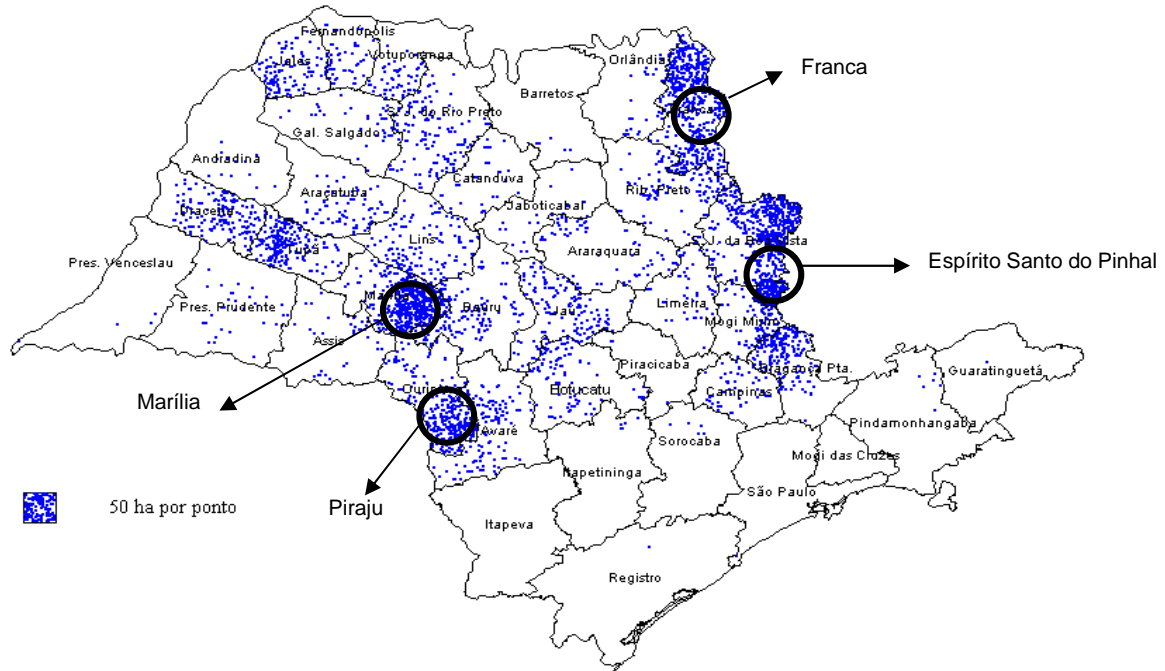 Fernandópolis
Jales
Votuporanga
Orlândia
Franca
Barretos
Franca
S. J. do Rio Preto
Gal. Salgado
Andradina
Catanduva
Rib. Preto
Araçatuba
Dracena
Jaboticabal
Tupã
Lins
Araraquara
S. J. da Boa Vista
Pres. Venceslau
Espírito Santo do Pinhal
Marília
Bauru
Jaú
Limeira
Pres. Prudente
Mogi Mirim
Assis
Piracicaba
Bragança Pta.
Guaratinguetá
Ourinhos
Botucatu
Campinas
Marília
Pindamonhangaba
Avaré
Sorocaba
Mogi das Cruzes
Itapetininga
São Paulo
50 ha por ponto
Piraju
Itapeva
Registro